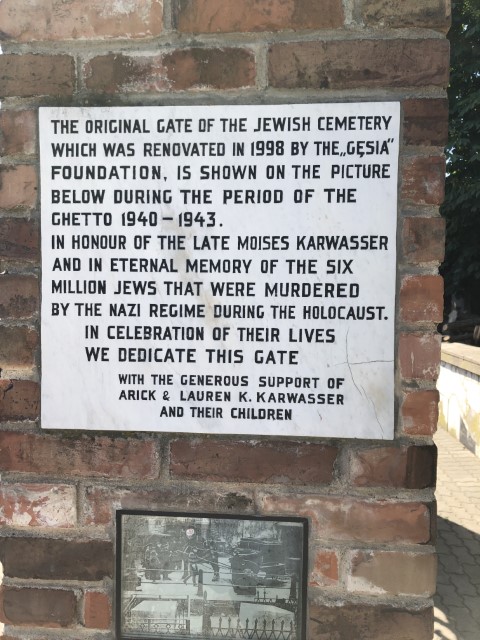 THE ORIGINAL GATE OF THE JEWISH CEMETERY
WHICH WAS RENOVATED IN 1998 BY THE „GĘSIA"
FOUNDATION, IS SHOWN ON THE PICTURE
BELOW DURING THE PERIOD OF THE
GHETTO 1940 – 1943.
IN HONOUR OF THE LATE MOISES KARWASSER
AND IN ETERNAL MEMORY OF THE SIX
MILLION JEWS THAT WERE MURDERED
BY THE NAZI REGIME DURING THE HOLOCAUST.
IN CELEBRATION OF THEIR LIVES
WE DEDICATE THIS GATE
WITH THE GENEROUS SUPPORT OF
ARICK & LAUREN K. KARWASSER
AND THEIR CHILDREN